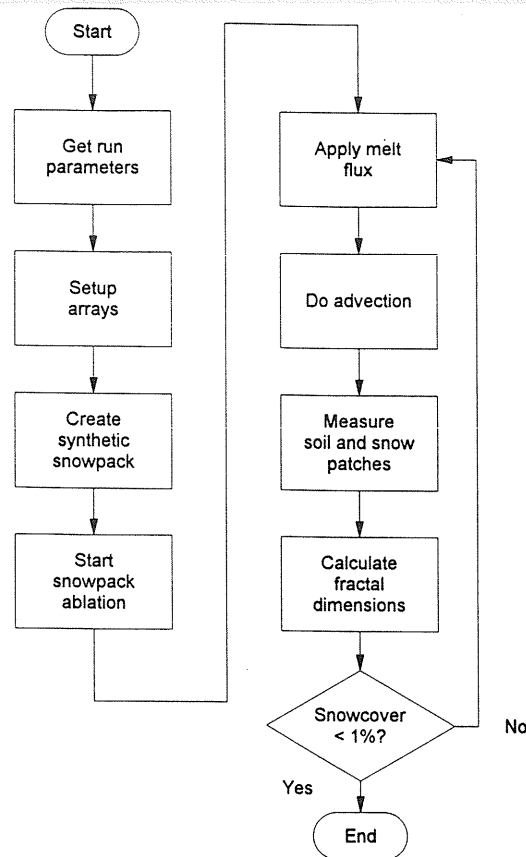 Start
Get run
parameters
Setup
arrays
Create
synthetic
snowpack
Start
snowpack
ablation
Apply melt
flux
Do advection
Measure
soil and snow
patches
Calculate
fractal
dimensions
Snowcover
< 1%?
No
Yes
End